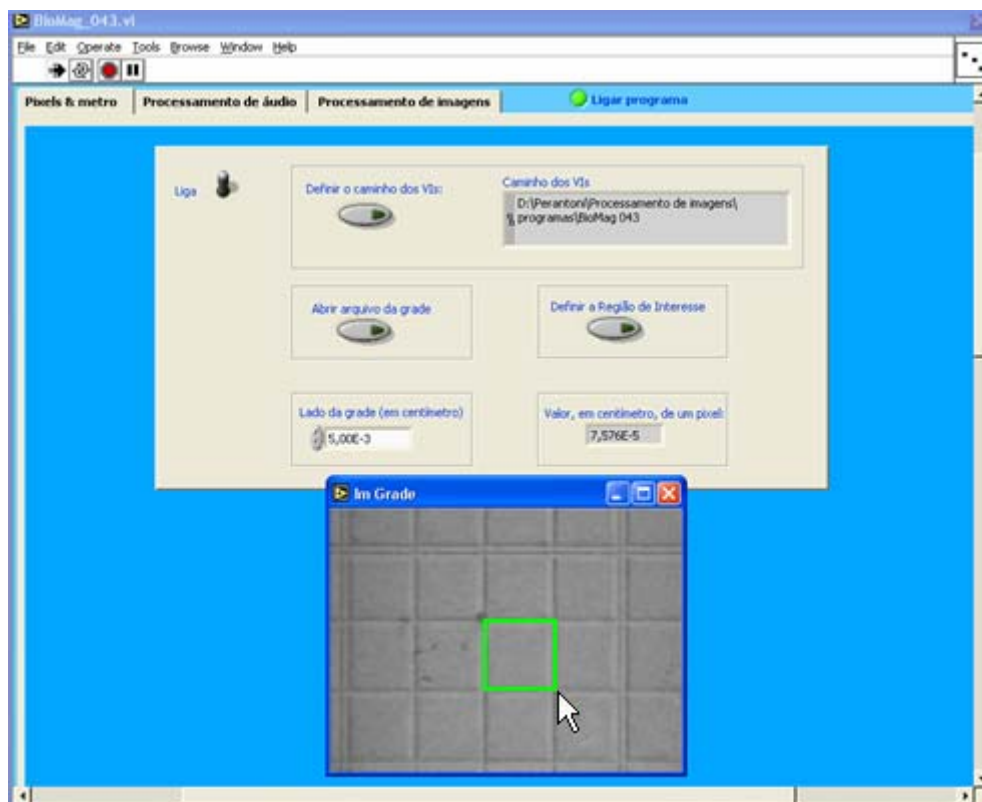 BioMag_043.vi
File Edit Operate Tools Browse Window Help
Pixels & metro Processamento de áudio Processamento de imagens Ligar programa
Liga
Definir o caminho dos VIs:
Caminho dos VIs
D:\Perantoni\Processamento de imagens\
programas\BioMag 043
Abrir arquivo da grade
Definir a Região de Interesse
Lado da grade (em centímetro)
5,00E-3
Valor, em centímetro, de um pixel:
7,576E-5
Im Grade